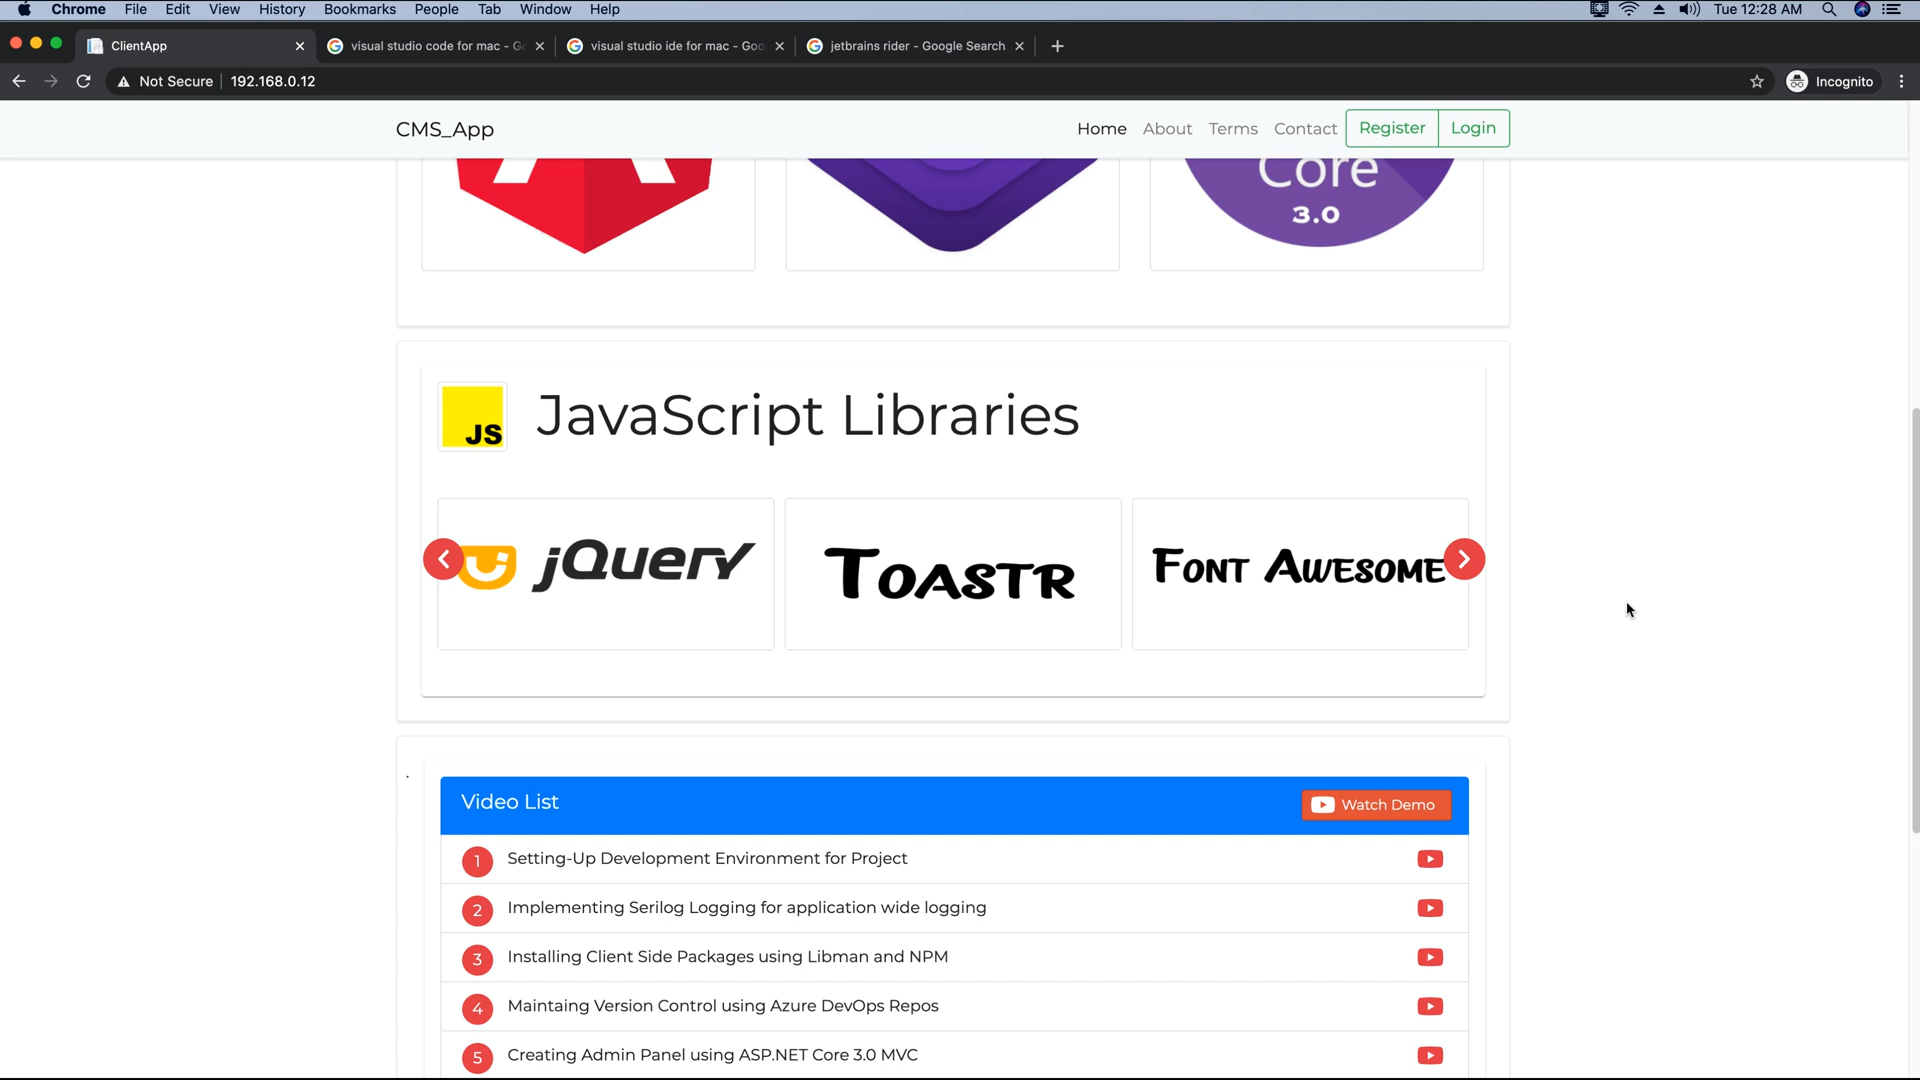 Chrome File Edit View History Bookmarks People Tab Window Help Tue 12:28 AM
ClientApp visual studio code for mac - Go visual studio ide for mac - Goo jetbrains rider - Google Search
Not Secure 192.168.0.12 Incognito
CMS_App Home About Terms Contact Register Login
Core
3.0
JS JavaScript Libraries
jQuery Toastr Font Awesome
Video List Watch Demo
1 Setting-Up Development Environment for Project
2 Implementing Serilog Logging for application wide logging
3 Installing Client Side Packages using Libman and NPM
4 Maintaing Version Control using Azure DevOps Repos
5 Creating Admin Panel using ASP.NET Core 3.0 MVC